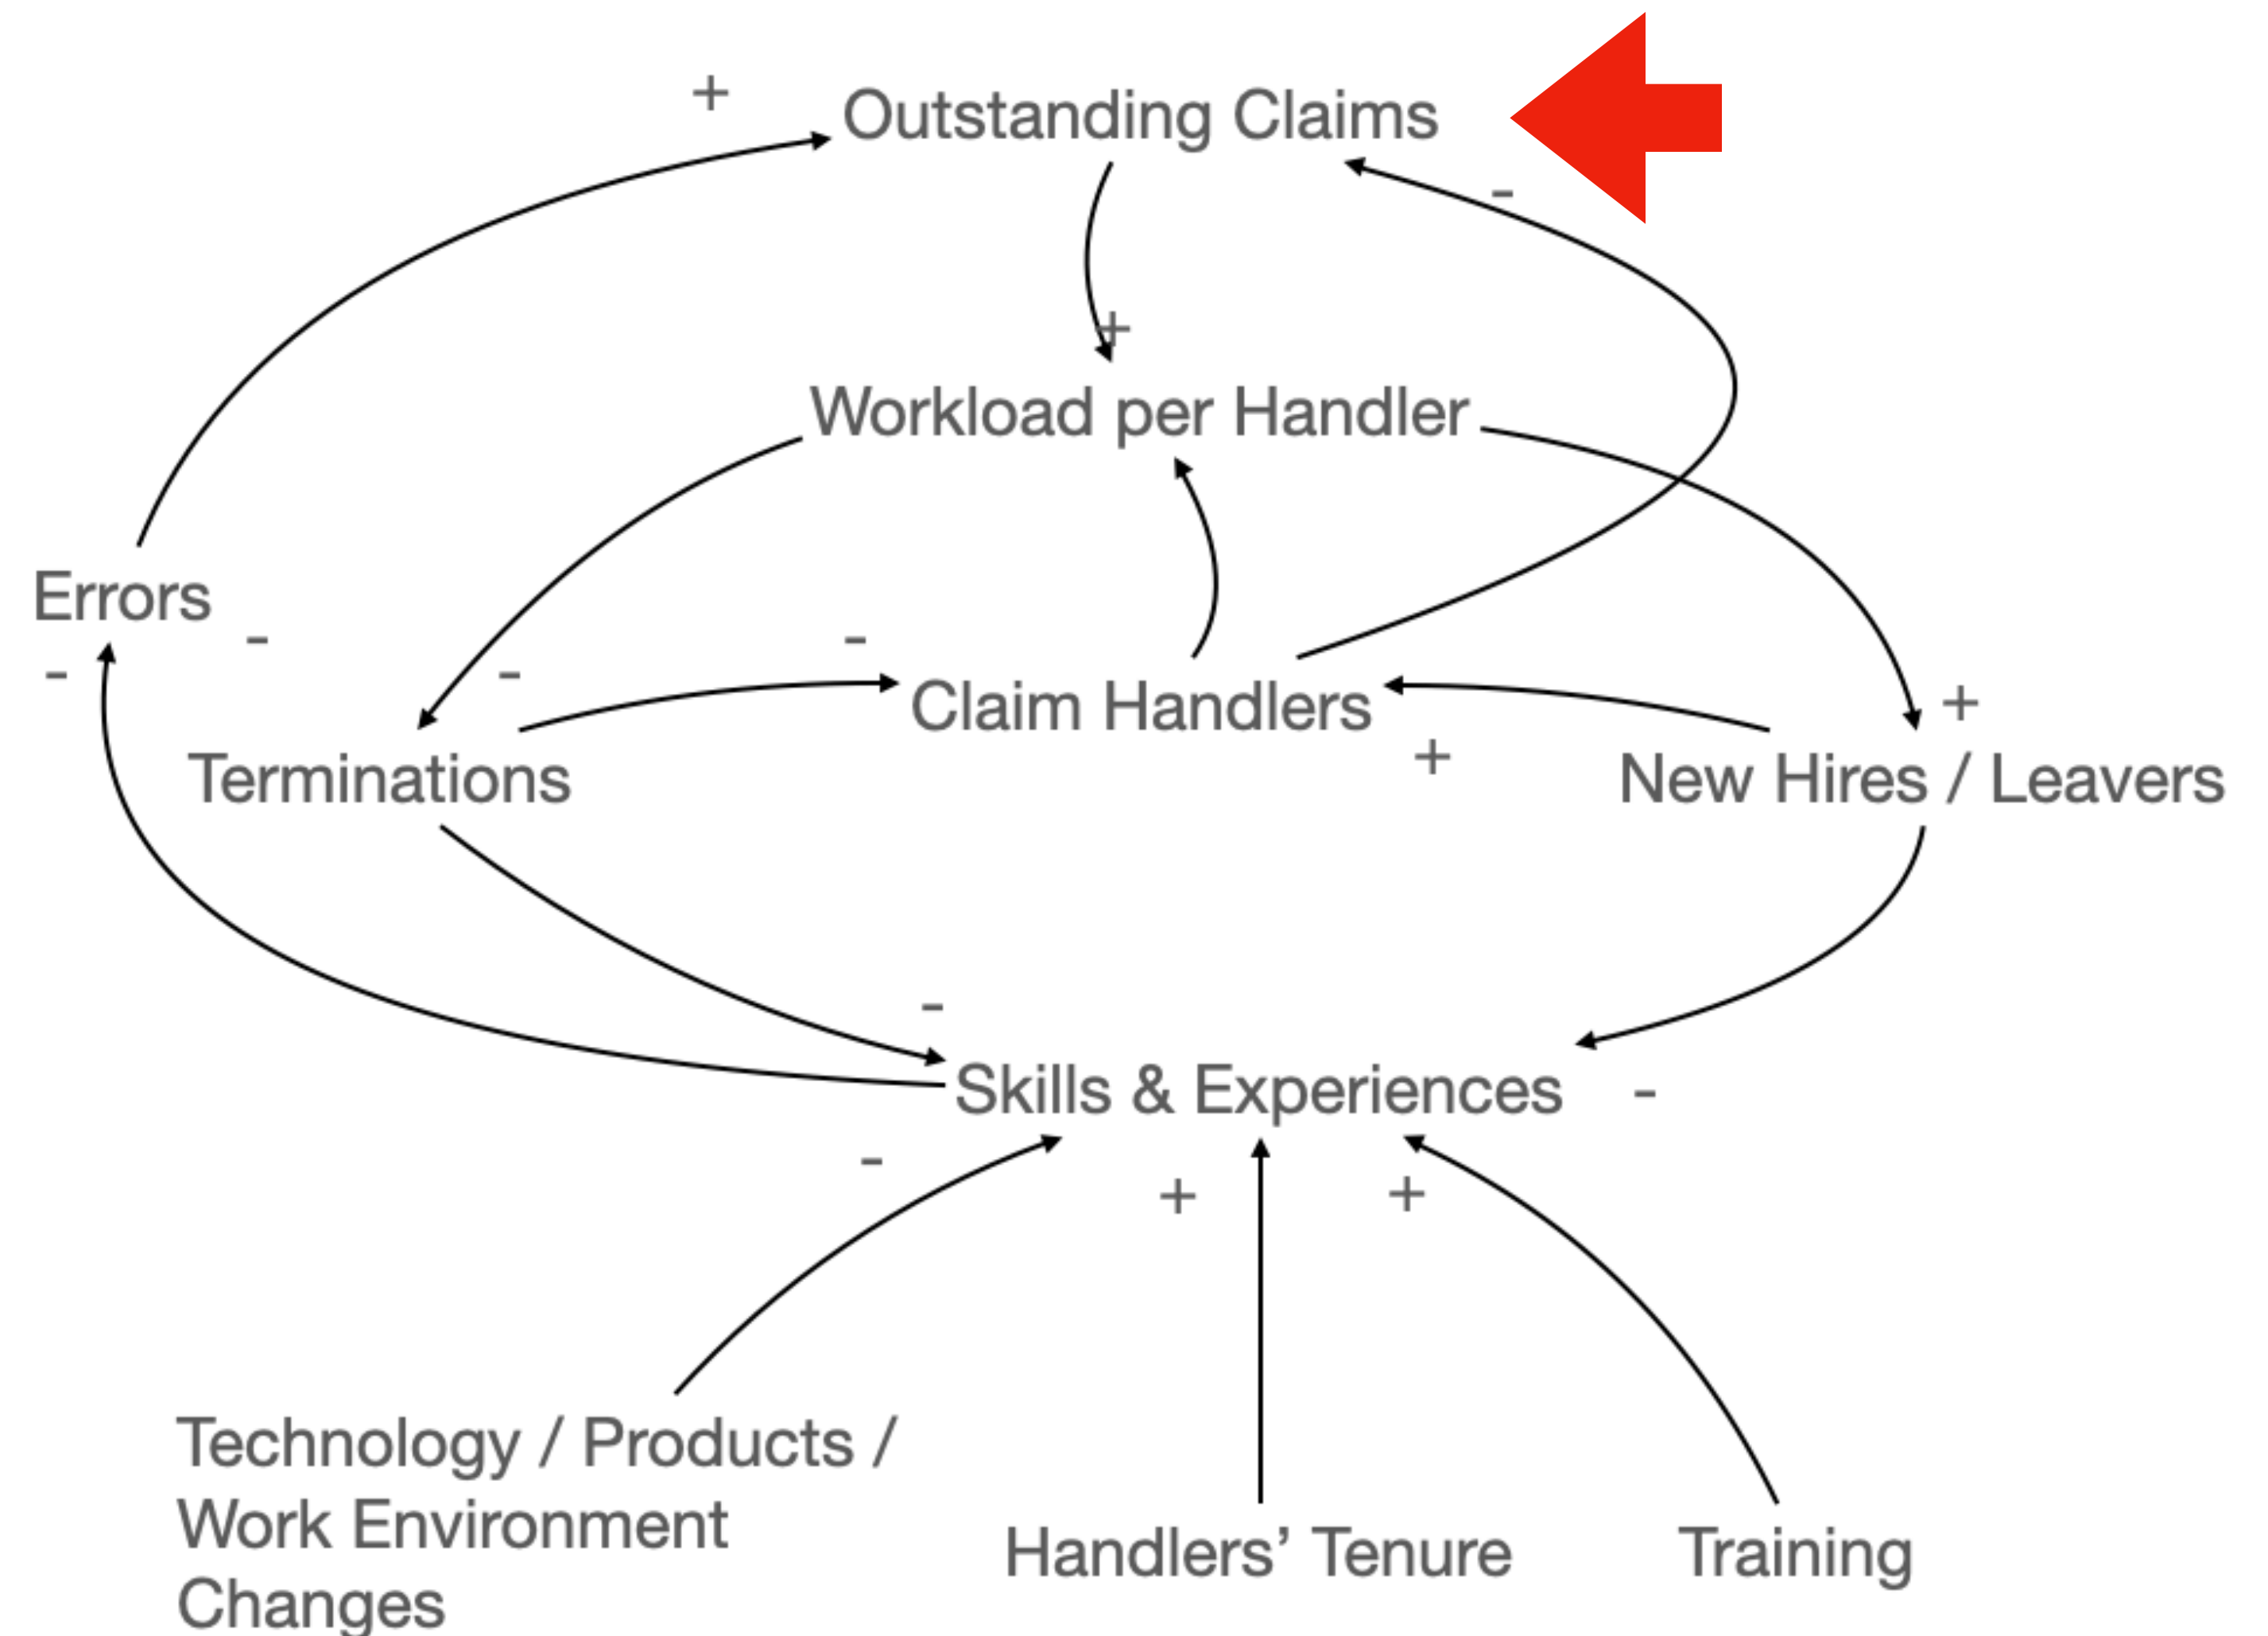 +
Outstanding Claims
-
+
Workload per Handler
Errors
-
-
-
-
Claim Handlers
+
+
Terminations
New Hires / Leavers
-
Skills & Experiences
-
-
+
+
Technology / Products /
Work Environment
Changes
Handlers’ Tenure
Training